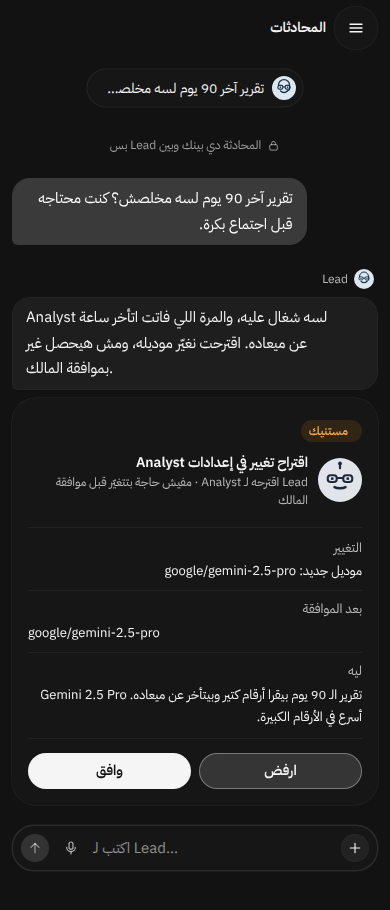 المحادثات
تقرير آخر 90 يوم لسه مخلص...
المحادثة دي بينك وبين Lead بس
تقرير آخر 90 يوم لسه مخلصش؟ كنت محتاجه
قبل اجتماع بكرة.
Lead
Analyst لسه شغال عليه، والمرة اللي فاتت اتأخر ساعة
عن ميعاده. اقترحت نغيّر موديله، ومش هيحصل غير
بموافقة المالك.
مستنيك
اقتراح تغيير في إعدادات Analyst
Lead اقترحه لـ Analyst · مفيش حاجة بتتغيّر قبل موافقة
المالك
التغيير
موديل جديد: google/gemini-2.5-pro
بعد الموافقة
google/gemini-2.5-pro
ليه
تقرير الـ 90 يوم بيقرا أرقام كتير وبيتأخر عن ميعاده. Gemini 2.5 Pro
أسرع في الأرقام الكبيرة.
ارفض
وافق
اكتب لـ Lead...